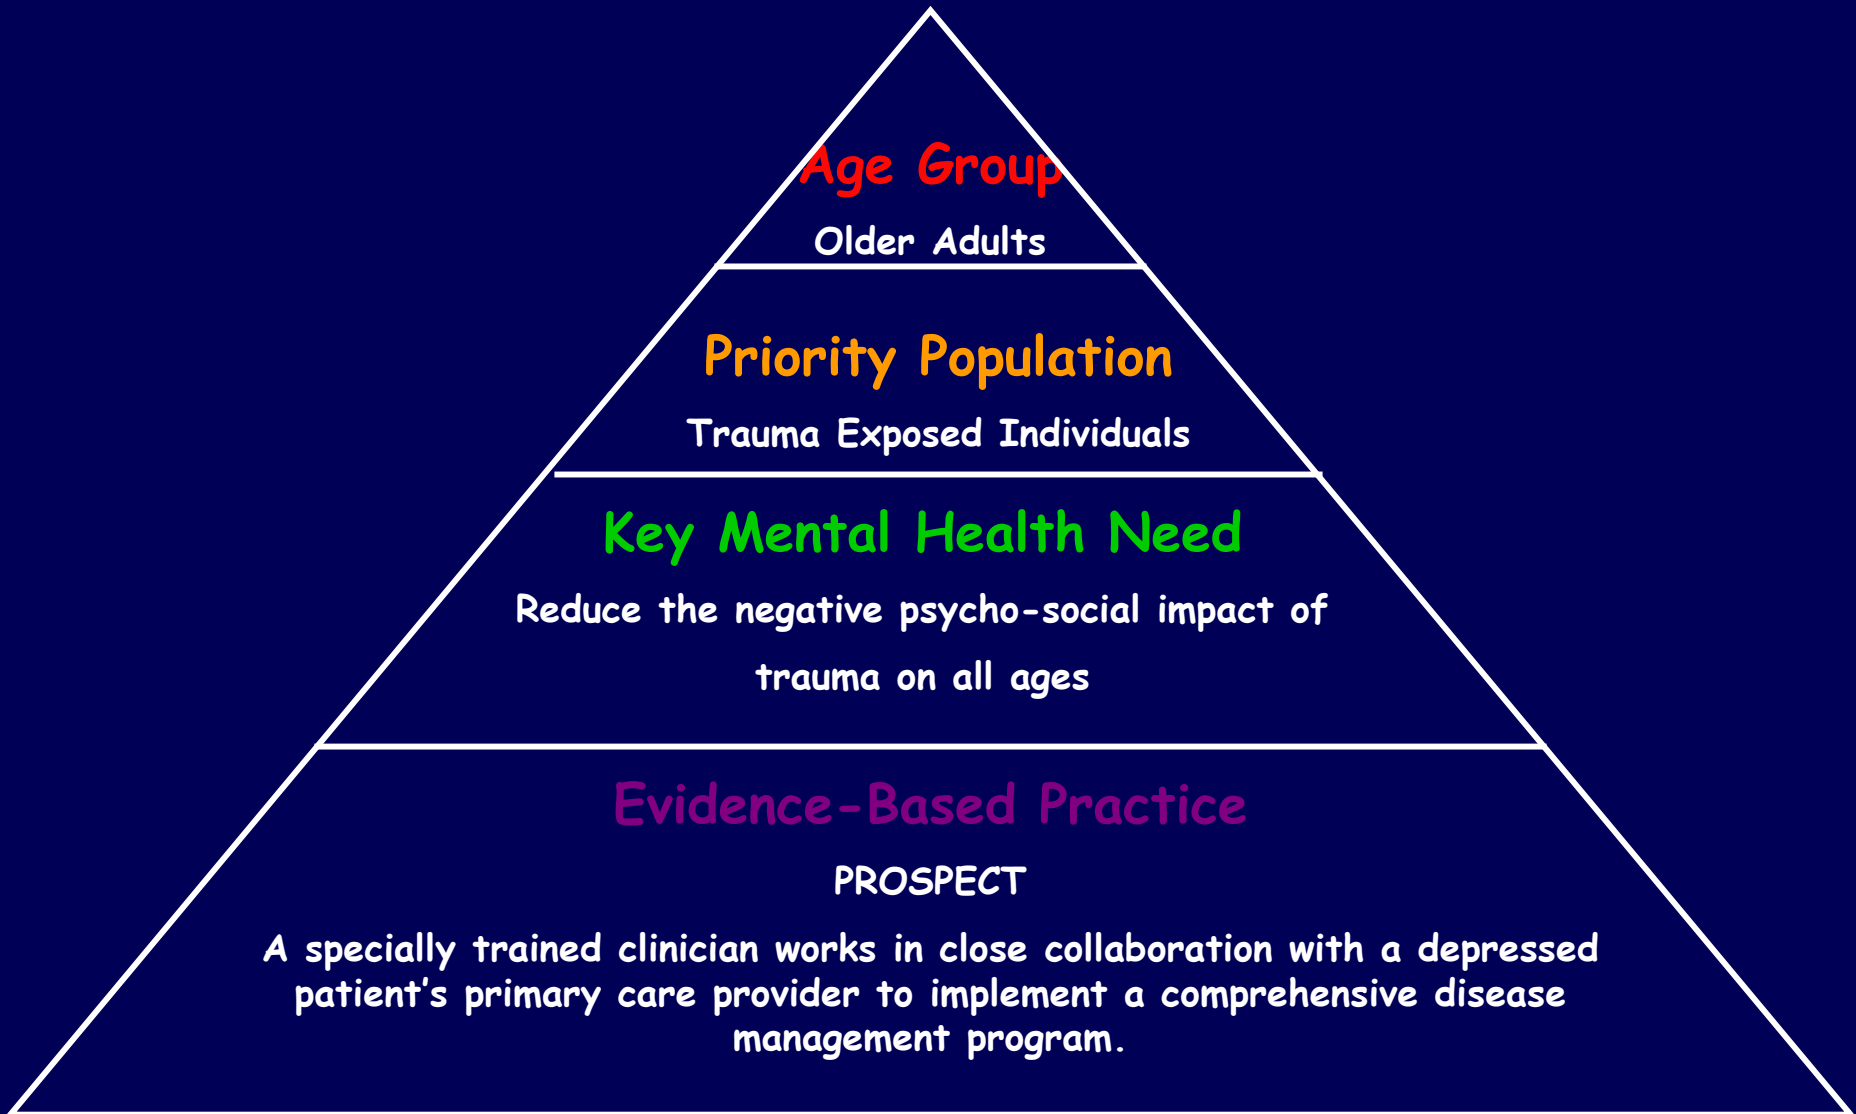 Age Group
Older Adults
Priority Population
Trauma Exposed Individuals
Key Mental Health Need
Reduce the negative psycho-social impact of
trauma on all ages
Evidence-Based Practice
PROSPECT
A specially trained clinician works in close collaboration with a depressed
patient’s primary care provider to implement a comprehensive disease
management program.